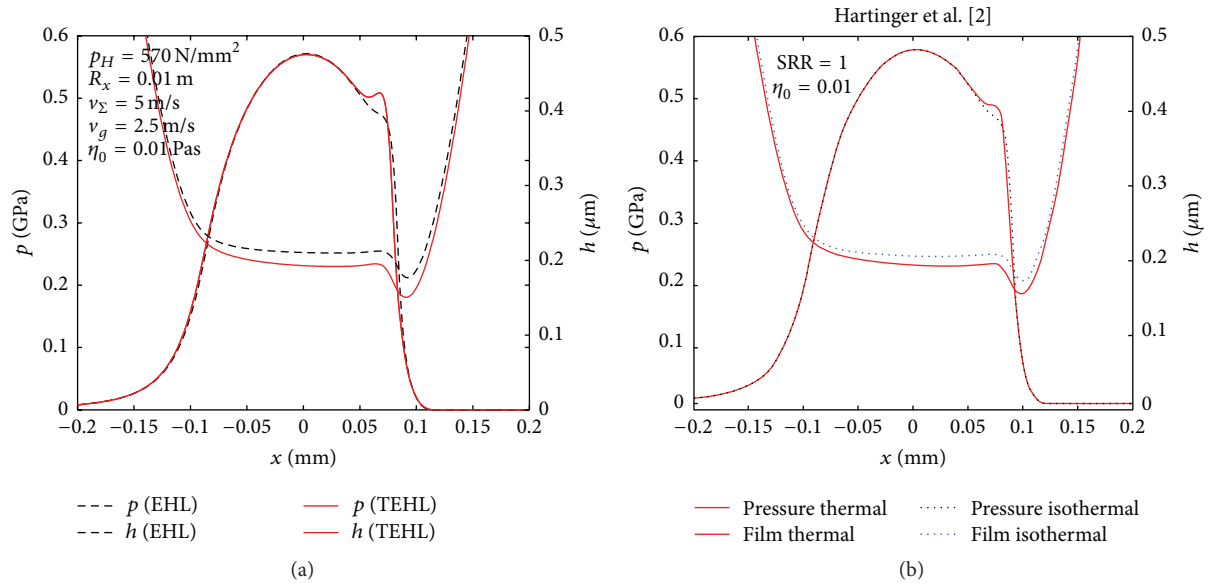 Hartinger et al. [2]
0.6
0.5
0.4
0.3
0.2
0.1
0
p (GPa)
p_H = 570 N/mm²
R_x = 0.01 m
v_Σ = 5 m/s
v_g = 2.5 m/s
η_0 = 0.01 Pas
0.5
0.4
0.3
0.2
0.1
0
h (μm)
−0.2 −0.15 −0.1 −0.05 0 0.05 0.1 0.15 0.2
x (mm)
p (EHL) p (TEHL)
h (EHL) h (TEHL)
(a)
0.6
0.5
0.4
0.3
0.2
0.1
0
p (GPa)
SRR = 1
η_0 = 0.01
0.5
0.4
0.3
0.2
0.1
0
h (μm)
−0.2 −0.15 −0.1 −0.05 0 0.05 0.1 0.15 0.2
x (mm)
Pressure thermal Pressure isothermal
Film thermal Film isothermal
(b)